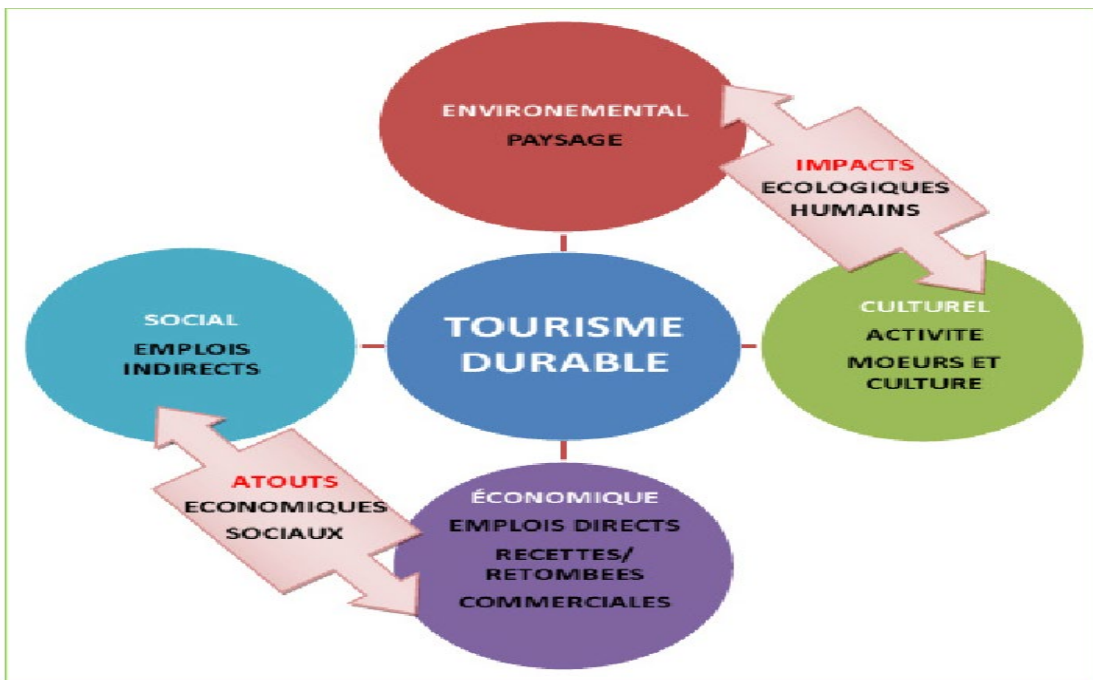 ENVIRONEMENTAL
PAYSAGE
IMPACTS
ECOLOGIQUES
HUMAINS
SOCIAL
EMPLOIS
INDIRECTS
TOURISME
DURABLE
CULTUREL
ACTIVITE
MOEURS ET
CULTURE
ATOUTS
ECONOMIQUES
SOCIAUX
ÉCONOMIQUE
EMPLOIS DIRECTS
RECETTES/
RETOMBEES
COMMERCIALES